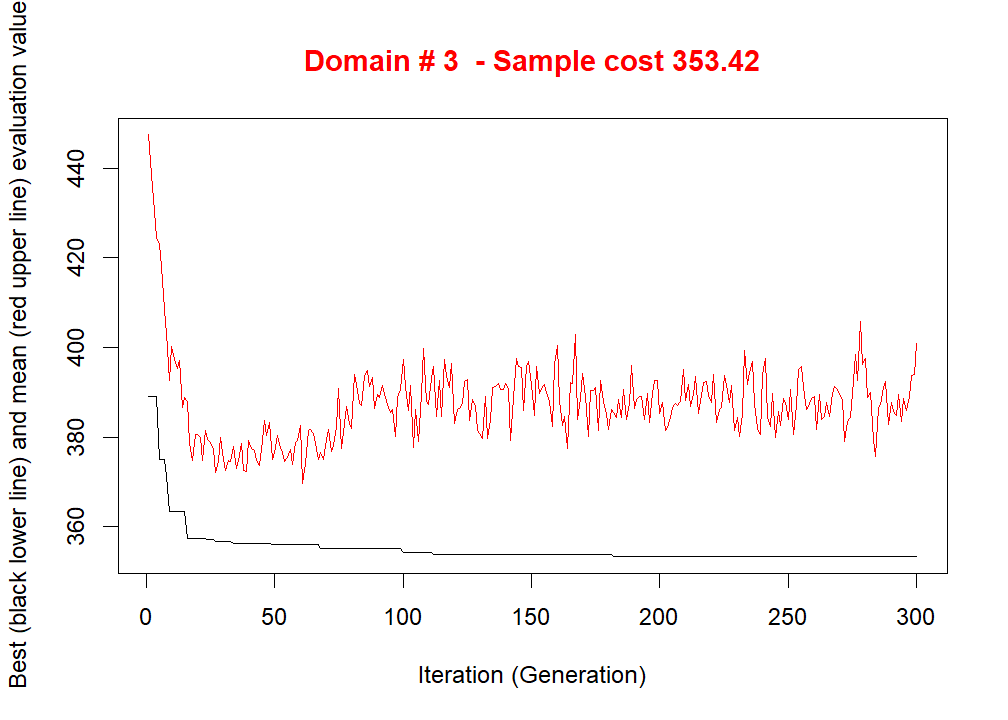 Domain # 3  - Sample cost 353.42
Best (black lower line) and mean (red upper line) evaluation value
440
420
400
380
360
0 50 100 150 200 250 300
Iteration (Generation)